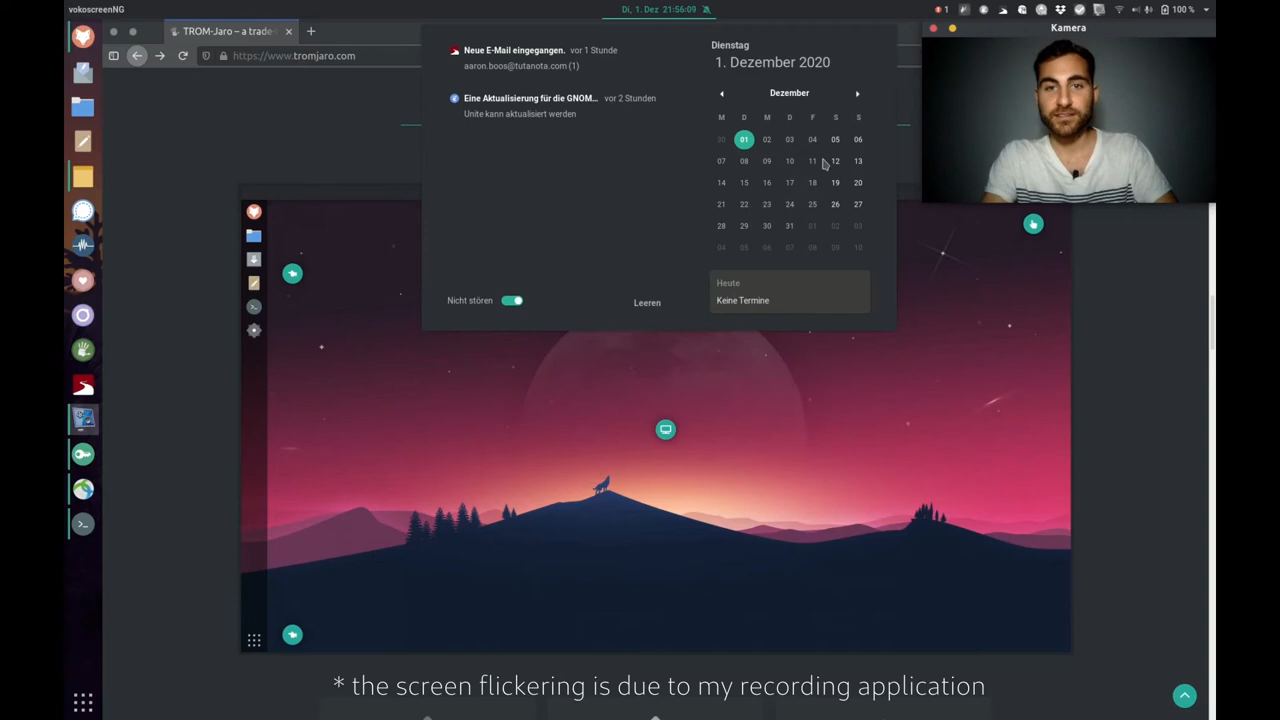 vokoscreenNG
Di, 1. Dez 21:56:09
1
100 %
TROM-Jaro – a trade
https://www.tromjaro.com
Kamera
Neue E-Mail eingegangen. vor 1 Stunde
aaron.boos@tutanota.com (1)
Eine Aktualisierung für die GNOM... vor 2 Stunden
Unite kann aktualisiert werden
Nicht stören
Leeren
Dienstag
1. Dezember 2020
Dezember
M D M D F S S
30 01 02 03 04 05 06
07 08 09 10 11 12 13
14 15 16 17 18 19 20
21 22 23 24 25 26 27
28 29 30 31 01 02 03
04 05 06 07 08 09 10
Heute
Keine Termine
* the screen flickering is due to my recording application